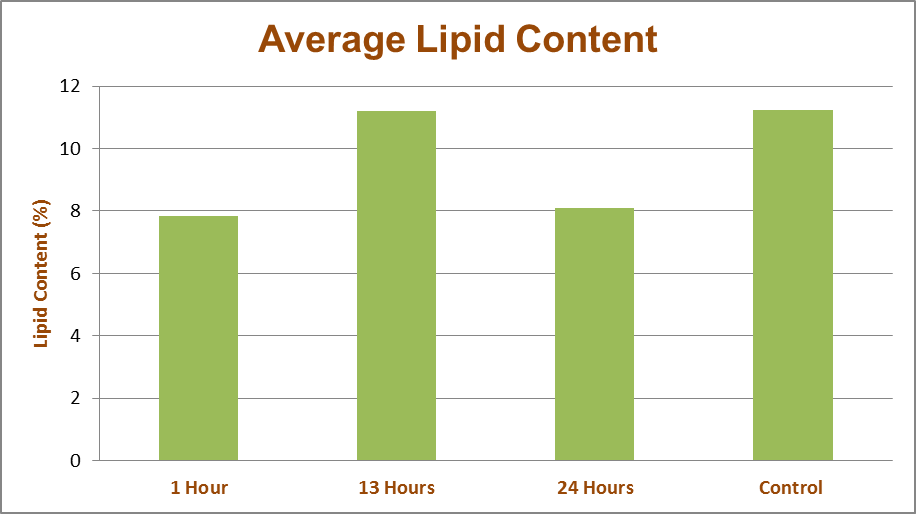 Average Lipid Content
Lipid Content (%)
12
10
8
6
4
2
0
1 Hour
13 Hours
24 Hours
Control